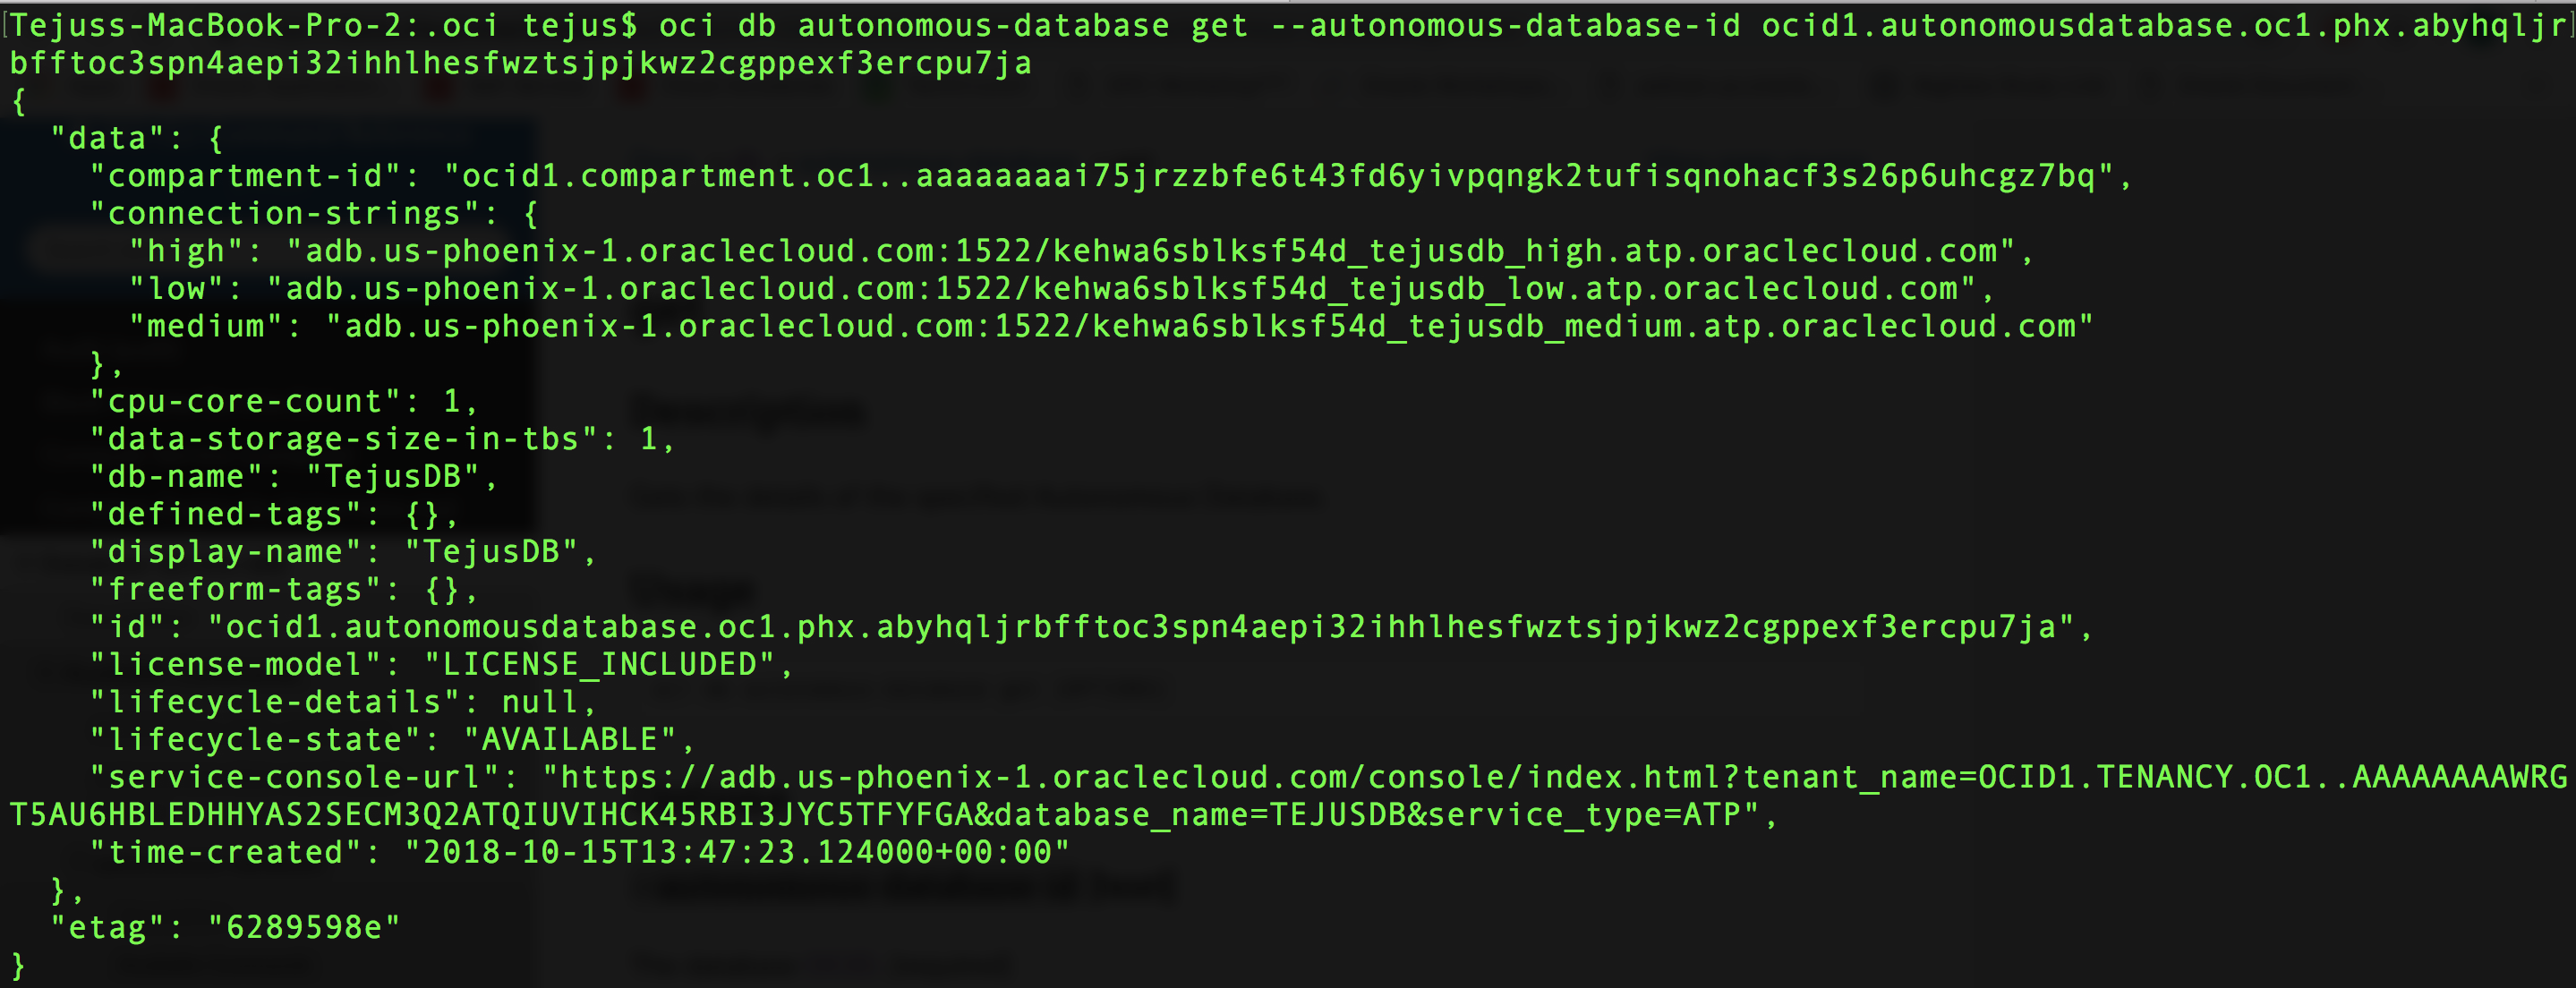 Tejuss-MacBook-Pro-2:.oci tejus$ oci db autonomous-database get --autonomous-database-id ocid1.autonomousdatabase.oc1.phx.abyhqljr
bfftoc3spn4aepi32ihhlhesfwztsjpjkwz2cgppexf3ercpu7ja
{
  "data": {
    "compartment-id": "ocid1.compartment.oc1..aaaaaaaai75jrzzbfe6t43fd6yivpqngk2tufisqnohacf3s26p6uhcgz7bq",
    "connection-strings": {
      "high": "adb.us-phoenix-1.oraclecloud.com:1522/kehwa6sblksf54d_tejusdb_high.atp.oraclecloud.com",
      "low": "adb.us-phoenix-1.oraclecloud.com:1522/kehwa6sblksf54d_tejusdb_low.atp.oraclecloud.com",
      "medium": "adb.us-phoenix-1.oraclecloud.com:1522/kehwa6sblksf54d_tejusdb_medium.atp.oraclecloud.com"
    },
    "cpu-core-count": 1,
    "data-storage-size-in-tbs": 1,
    "db-name": "TejusDB",
    "defined-tags": {},
    "display-name": "TejusDB",
    "freeform-tags": {},
    "id": "ocid1.autonomousdatabase.oc1.phx.abyhqljrbfftoc3spn4aepi32ihhlhesfwztsjpjkwz2cgppexf3ercpu7ja",
    "license-model": "LICENSE_INCLUDED",
    "lifecycle-details": null,
    "lifecycle-state": "AVAILABLE",
    "service-console-url": "https://adb.us-phoenix-1.oraclecloud.com/console/index.html?tenant_name=OCID1.TENANCY.OC1..AAAAAAAAWRG
T5AU6HBLEDHHYAS2SECM3Q2ATQIUVIHCK45RBI3JYC5TFYFGA&database_name=TEJUSDB&service_type=ATP",
    "time-created": "2018-10-15T13:47:23.124000+00:00"
  },
  "etag": "6289598e"
}